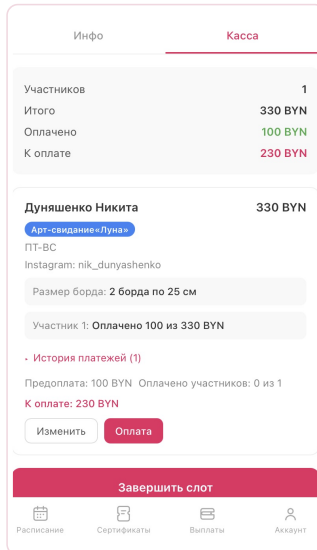 Инфо
Касса
Участников 1
Итого 330 BYN
Оплачено 100 BYN
К оплате 230 BYN
Дуняшенко Никита 330 BYN
Арт-свидание«Луна»
ПТ-ВС
Instagram: nik_dunyashenko
Размер борда: 2 борда по 25 см
Участник 1: Оплачено 100 из 330 BYN
История платежей (1)
Предоплата: 100 BYN Оплачено участников: 0 из 1
К оплате: 230 BYN
Изменить
Оплата
Завершить слот
Расписание
Сертификаты
Выплаты
Аккаунт